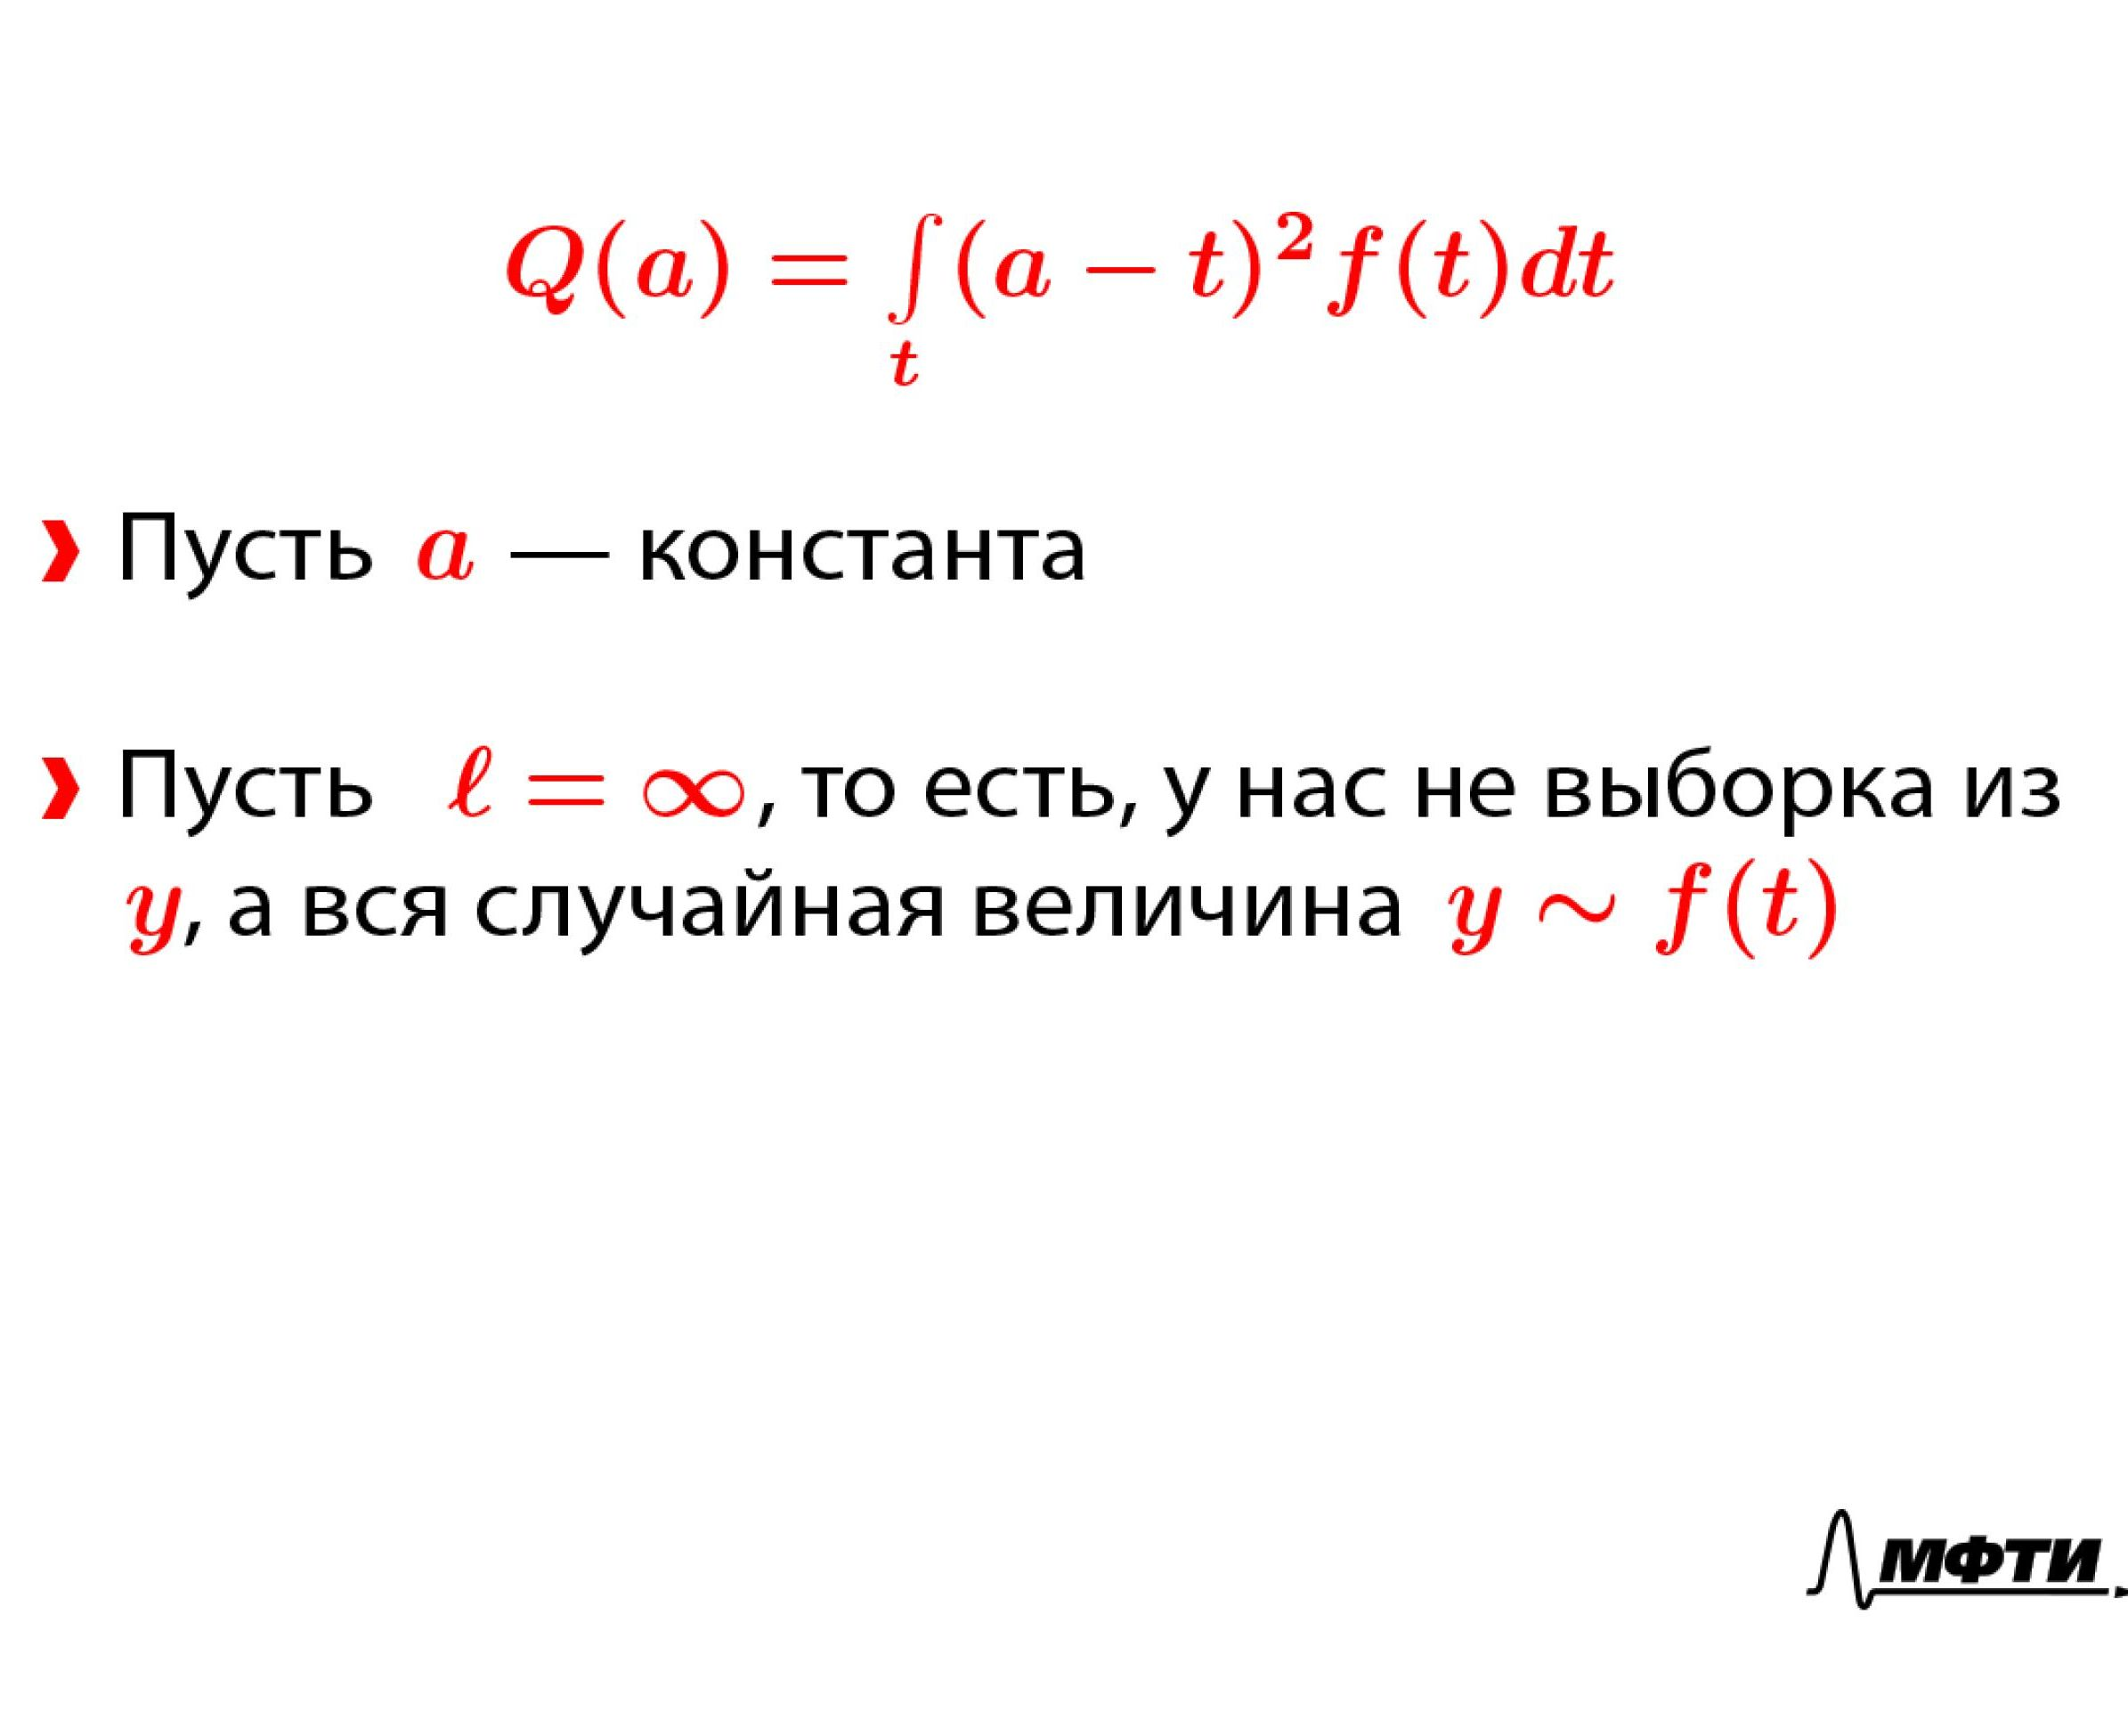 Q(a) = ∫(a − t)²f(t)dt
t
Пусть a — константа
Пусть ℓ = ∞, то есть, у нас не выборка из
y, а вся случайная величина y ∼ f(t)
МФТИ